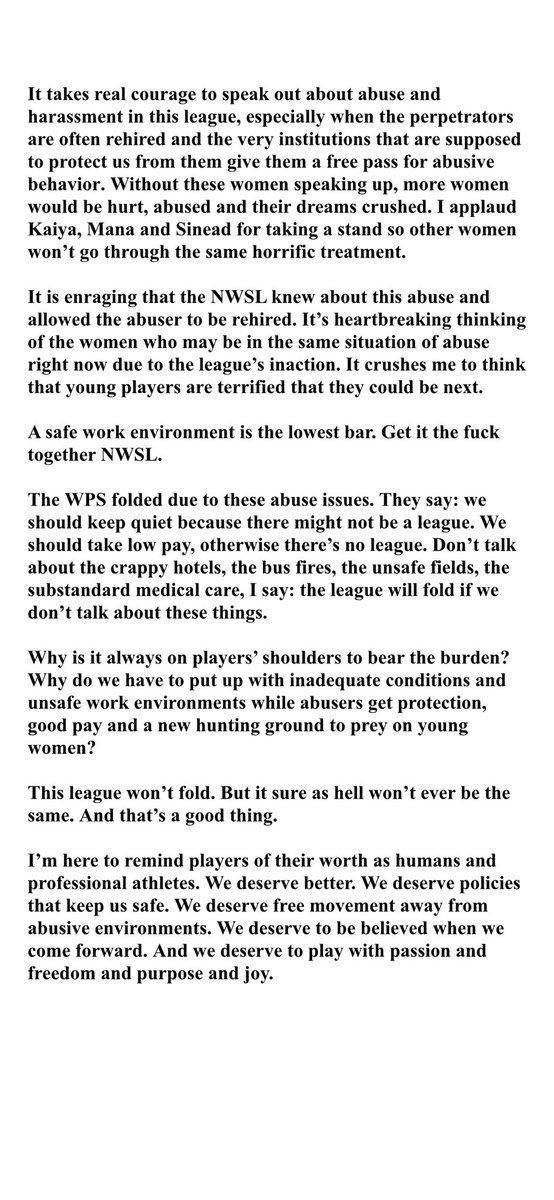 It takes real courage to speak out about abuse and
harassment in this league, especially when the perpetrators
are often rehired and the very institutions that are supposed
to protect us from them give them a free pass for abusive
behavior. Without these women speaking up, more women
would be hurt, abused and their dreams crushed. I applaud
Kaiya, Mana and Sinead for taking a stand so other women
won’t go through the same horrific treatment.
It is enraging that the NWSL knew about this abuse and
allowed the abuser to be rehired. It’s heartbreaking thinking
of the women who may be in the same situation of abuse
right now due to the league’s inaction. It crushes me to think
that young players are terrified that they could be next.
A safe work environment is the lowest bar. Get it the fuck
together NWSL.
The WPS folded due to these abuse issues. They say: we
should keep quiet because there might not be a league. We
should take low pay, otherwise there’s no league. Don’t talk
about the crappy hotels, the bus fires, the unsafe fields, the
substandard medical care, I say: the league will fold if we
don’t talk about these things.
Why is it always on players’ shoulders to bear the burden?
Why do we have to put up with inadequate conditions and
unsafe work environments while abusers get protection,
good pay and a new hunting ground to prey on young
women?
This league won’t fold. But it sure as hell won’t ever be the
same. And that’s a good thing.
I’m here to remind players of their worth as humans and
professional athletes. We deserve better. We deserve policies
that keep us safe. We deserve free movement away from
abusive environments. We deserve to be believed when we
come forward. And we deserve to play with passion and
freedom and purpose and joy.